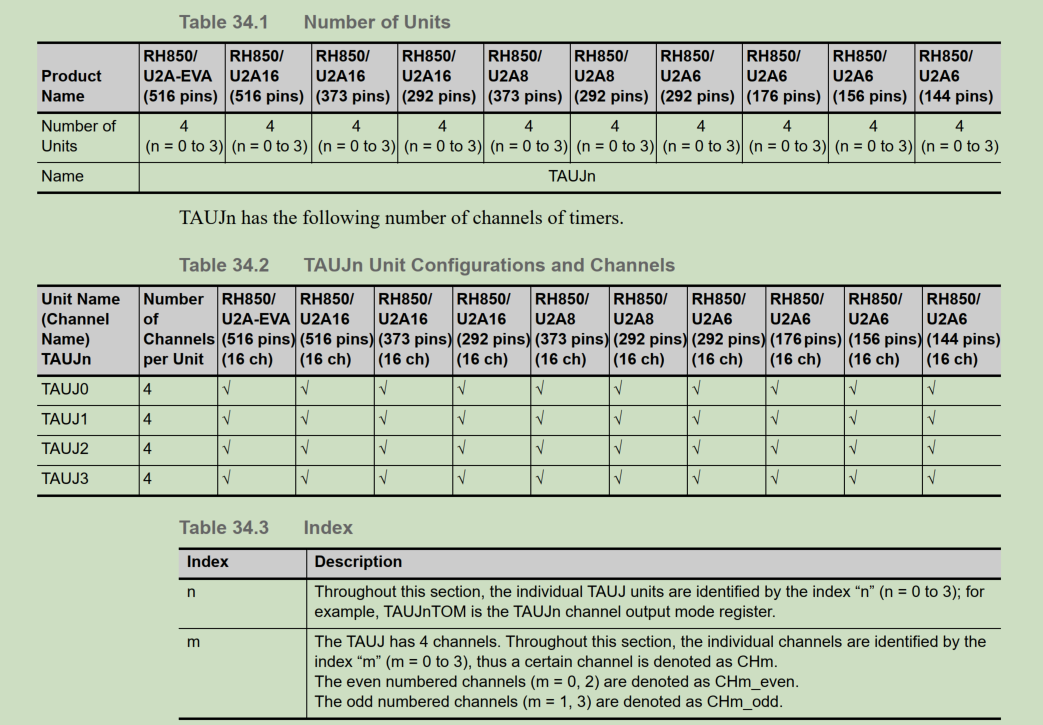 Table 34.1 Number of Units
Product Name RH850/ U2A-EVA (516 pins) RH850/ U2A16 (516 pins) RH850/ U2A16 (373 pins) RH850/ U2A16 (292 pins) RH850/ U2A8 (373 pins) RH850/ U2A8 (292 pins) RH850/ U2A6 (292 pins) RH850/ U2A6 (176 pins) RH850/ U2A6 (156 pins) RH850/ U2A6 (144 pins)
Number of Units 4 (n = 0 to 3) 4 (n = 0 to 3) 4 (n = 0 to 3) 4 (n = 0 to 3) 4 (n = 0 to 3) 4 (n = 0 to 3) 4 (n = 0 to 3) 4 (n = 0 to 3) 4 (n = 0 to 3) 4 (n = 0 to 3)
Name TAUJn
TAUJn has the following number of channels of timers.
Table 34.2 TAUJn Unit Configurations and Channels
Unit Name (Channel Name) TAUJn Number of Channels per Unit RH850/ U2A-EVA (516 pins) (16 ch) RH850/ U2A16 (516 pins) (16 ch) RH850/ U2A16 (373 pins) (16 ch) RH850/ U2A16 (292 pins) (16 ch) RH850/ U2A8 (373 pins) (16 ch) RH850/ U2A8 (292 pins) (16 ch) RH850/ U2A6 (292 pins) (16 ch) RH850/ U2A6 (176 pins) (16 ch) RH850/ U2A6 (156 pins) (16 ch) RH850/ U2A6 (144 pins) (16 ch)
TAUJ0 4 √ √ √ √ √ √ √ √ √ √
TAUJ1 4 √ √ √ √ √ √ √ √ √ √
TAUJ2 4 √ √ √ √ √ √ √ √ √ √
TAUJ3 4 √ √ √ √ √ √ √ √ √ √
Table 34.3 Index
Index Description
n Throughout this section, the individual TAUJ units are identified by the index “n” (n = 0 to 3); for
example, TAUJnTOM is the TAUJn channel output mode register.
m The TAUJ has 4 channels. Throughout this section, the individual channels are identified by the
index “m” (m = 0 to 3), thus a certain channel is denoted as CHm.
The even numbered channels (m = 0, 2) are denoted as CHm_even.
The odd numbered channels (m = 1, 3) are denoted as CHm_odd.